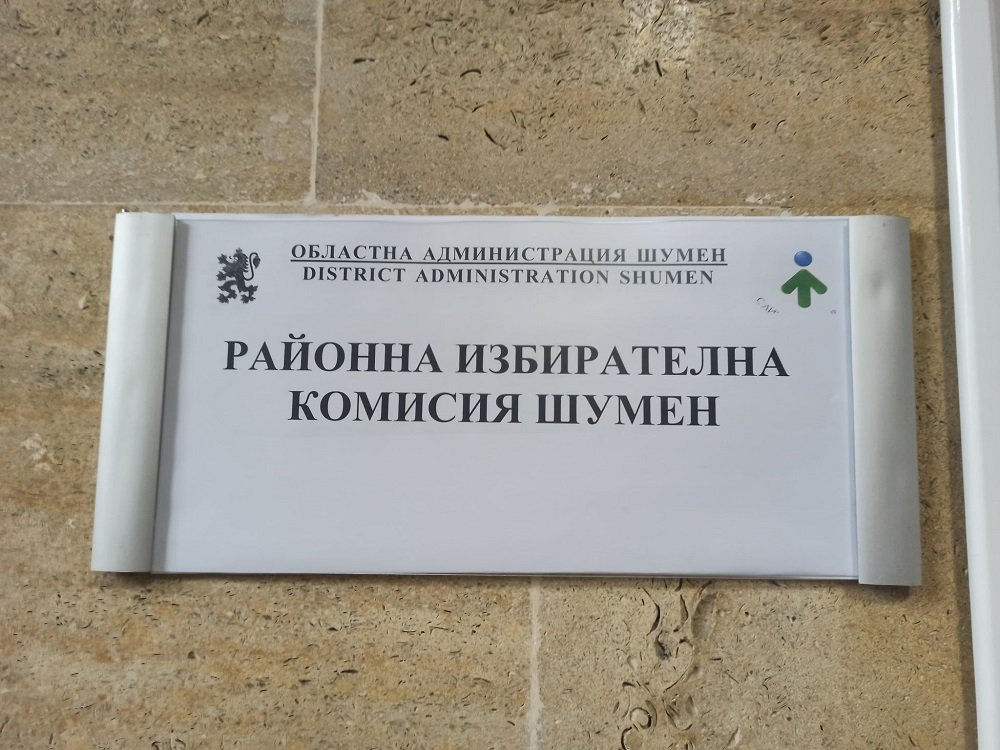 ОБЛАСТНА АДМИНИСТРАЦИЯ ШУМЕН
DISTRICT ADMINISTRATION SHUMEN
РАЙОННА ИЗБИРАТЕЛНА
КОМИСИЯ ШУМЕН